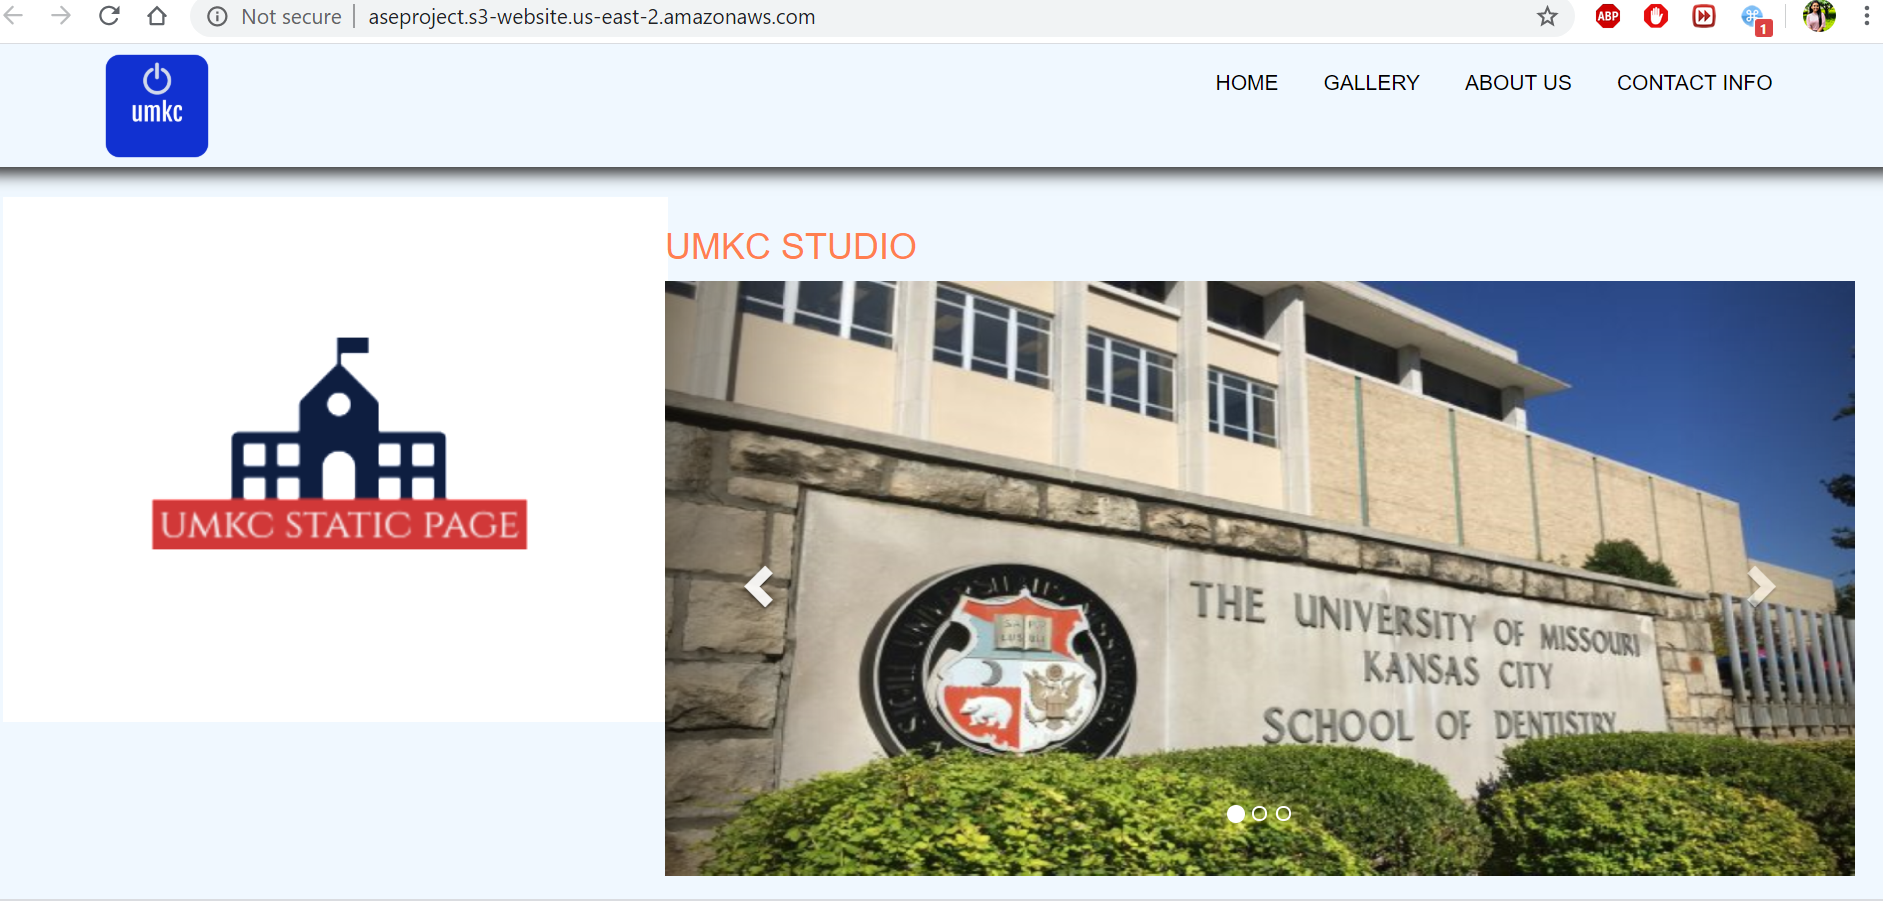 Not secure
aseproject.s3-website.us-east-2.amazonaws.com
ABP
1
umkc
HOME
GALLERY
ABOUT US
CONTACT INFO
UMKC STUDIO
UMKC STATIC PAGE
THE UNIVERSITY OF MISSOURI
KANSAS CITY
SCHOOL OF DENTISTRY